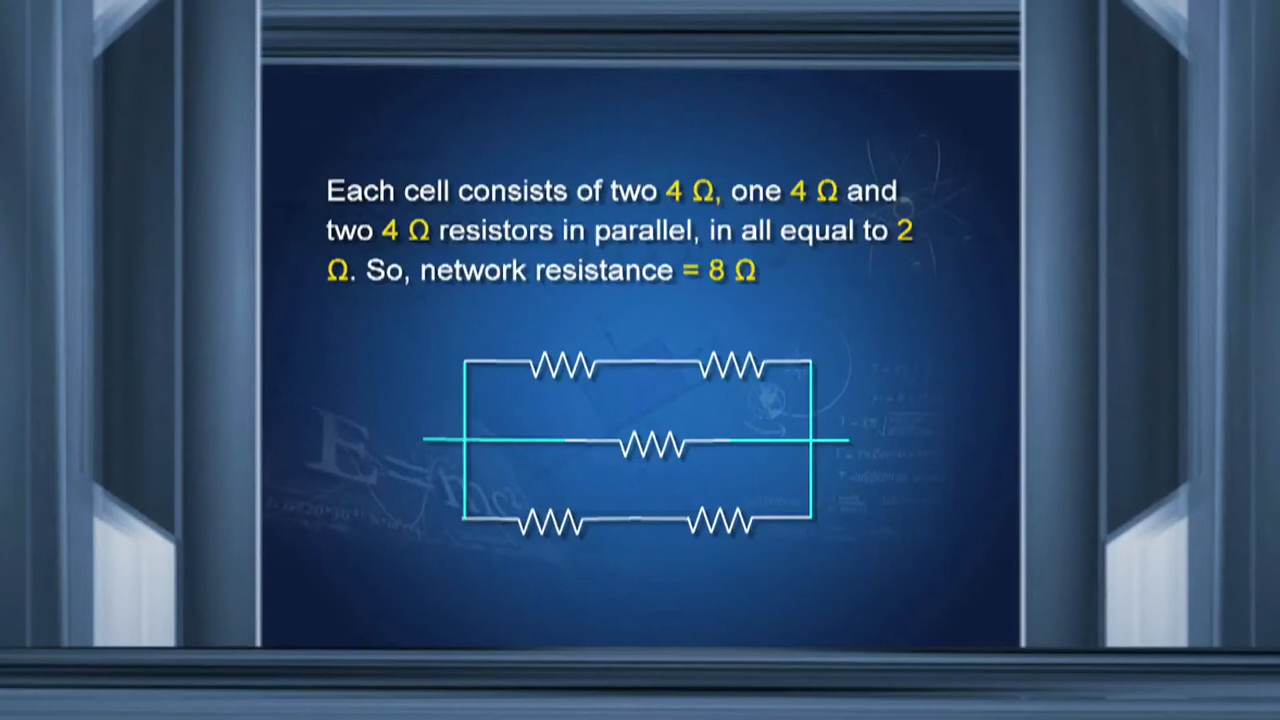 Each cell consists of two 4 Ω, one 4 Ω and
two 4 Ω resistors in parallel, in all equal to 2
Ω. So, network resistance = 8 Ω